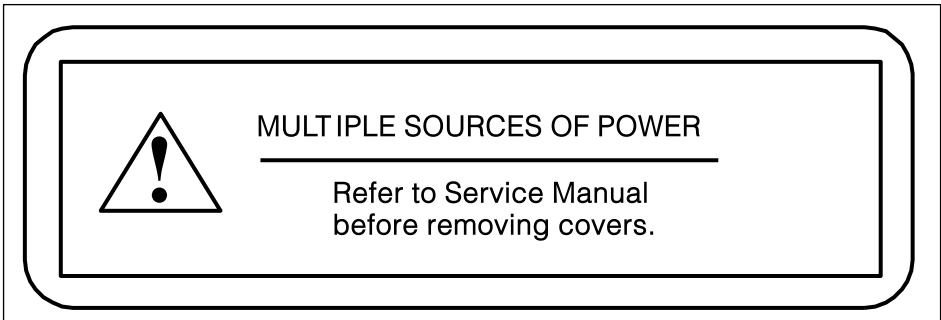 MULTIPLE SOURCES OF POWER
Refer to Service Manual
before removing covers.